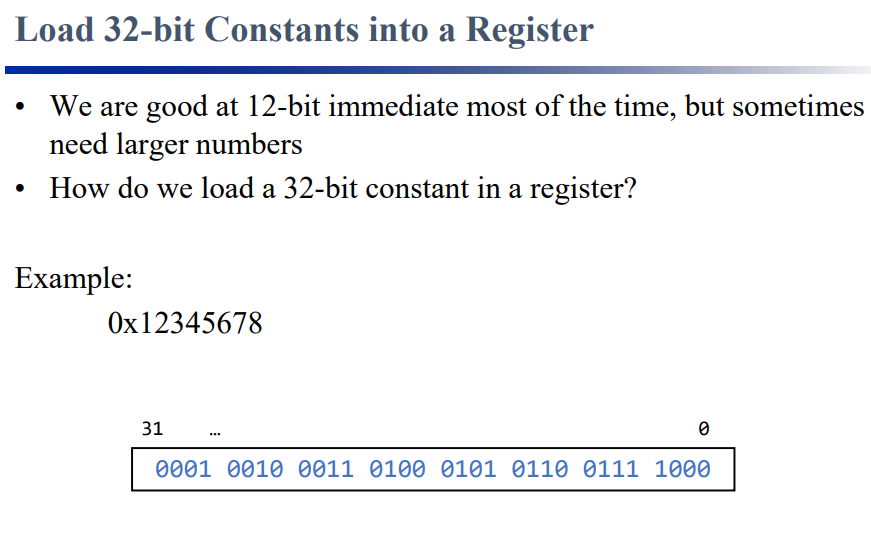 Load 32-bit Constants into a Register
• We are good at 12-bit immediate most of the time, but sometimes
need larger numbers
• How do we load a 32-bit constant in a register?
Example:
0x12345678
31 … 0
0001 0010 0011 0100 0101 0110 0111 1000